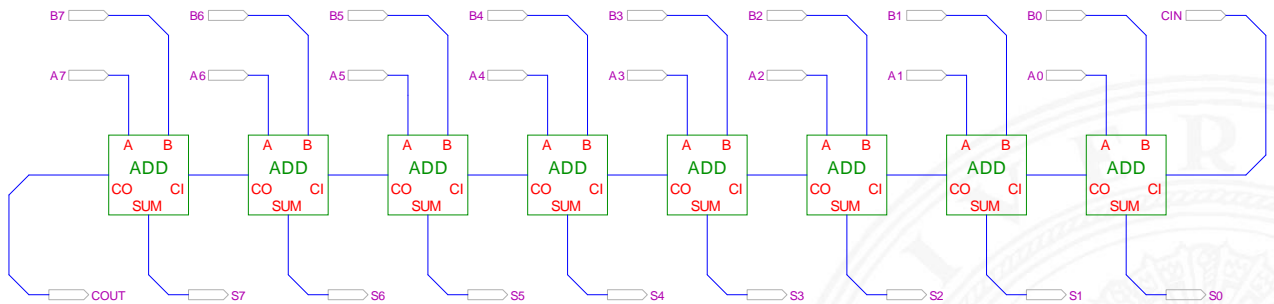 B7 B6 B5 B4 B3 B2 B1 B0 CIN
A7 A6 A5 A4 A3 A2 A1 A0
A B A B A B A B A B A B A B A B
ADD ADD ADD ADD ADD ADD ADD ADD
CO CI CO CI CO CI CO CI CO CI CO CI CO CI CO CI
SUM SUM SUM SUM SUM SUM SUM SUM
COUT S7 S6 S5 S4 S3 S2 S1 S0